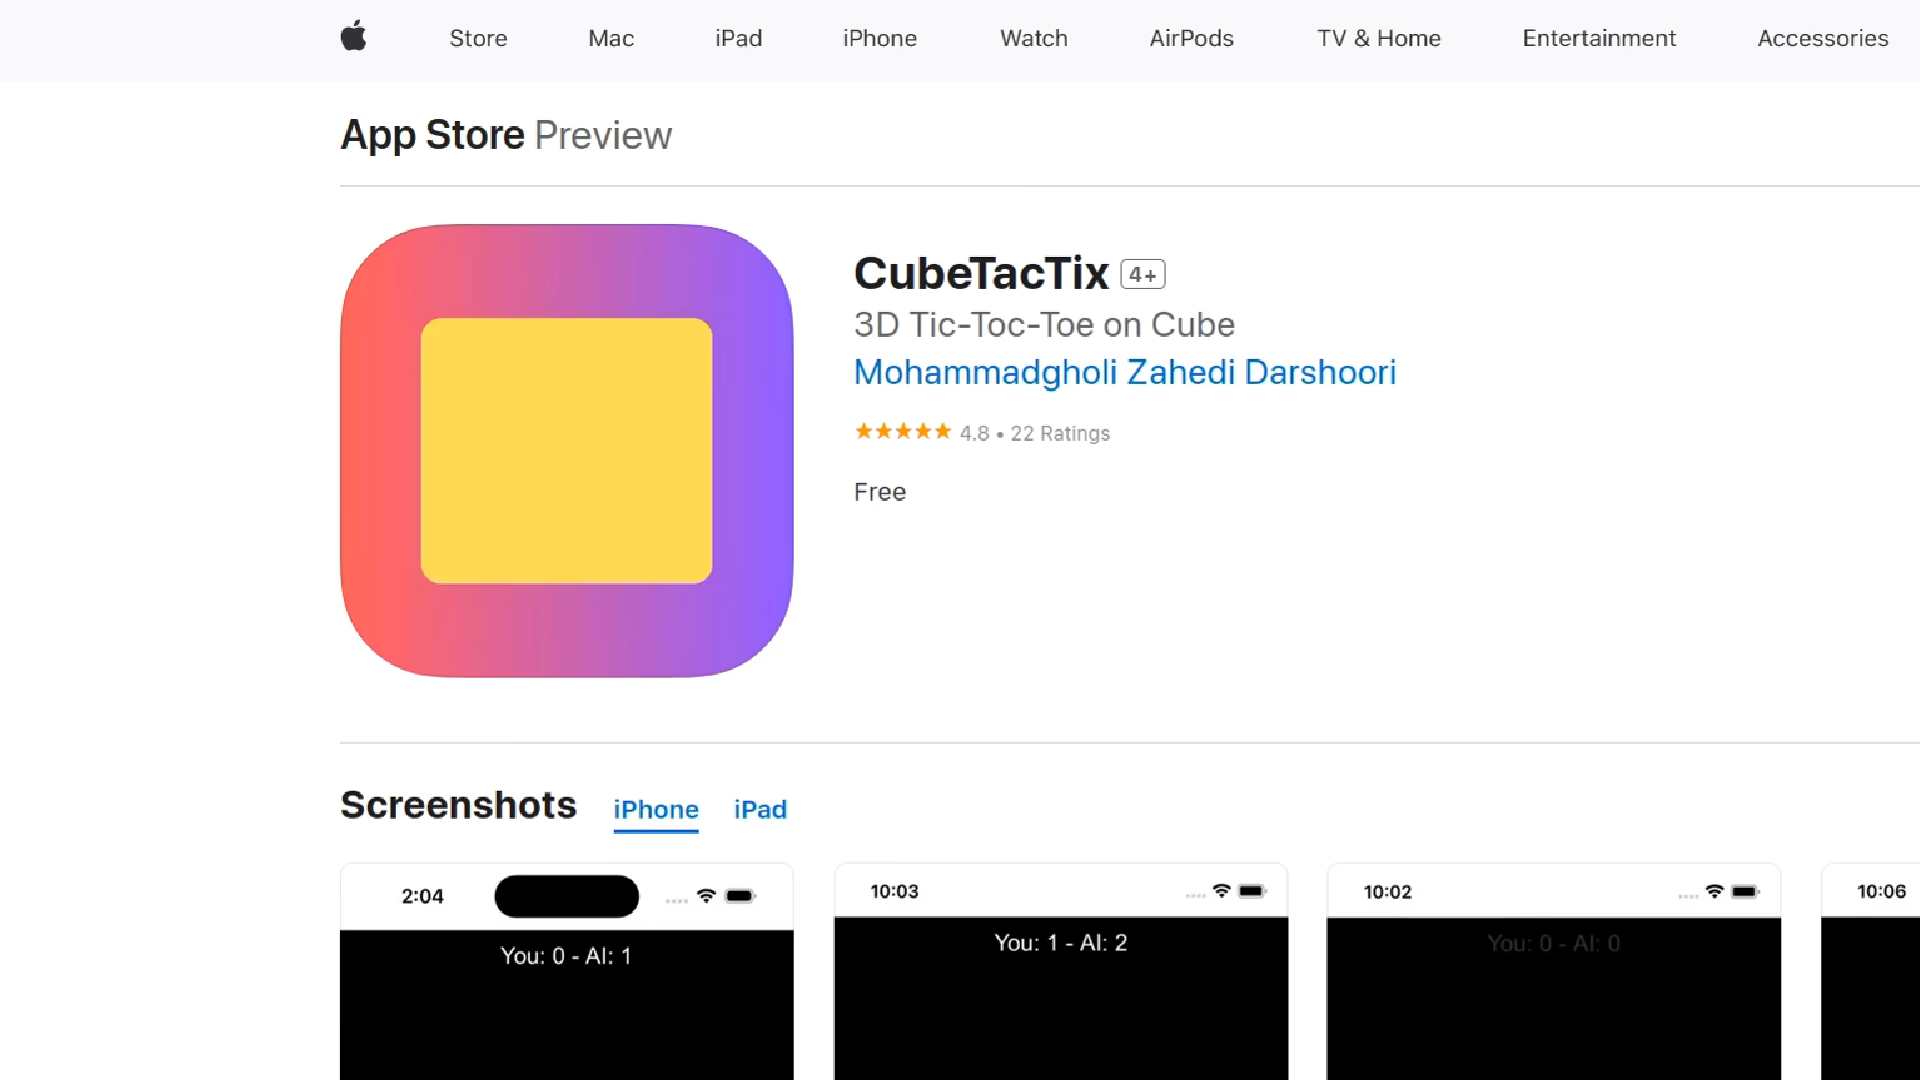 Store Mac iPad iPhone Watch AirPods TV & Home Entertainment Accessories
App Store Preview
CubeTacTix 4+
3D Tic-Toc-Toe on Cube
Mohammadgholi Zahedi Darshoori
4.8 • 22 Ratings
Free
Screenshots iPhone iPad
2:04
You: 0 - AI: 1
10:03
You: 1 - AI: 2
10:02
You: 0 - AI: 0
10:06